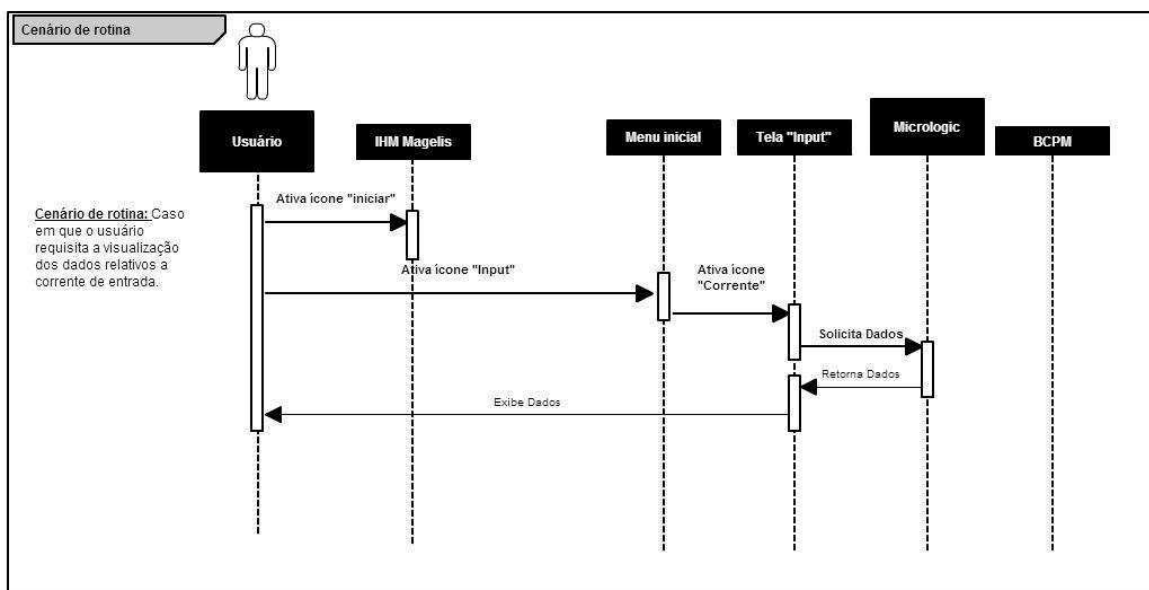 Cenário de rotina
Usuário
IHM Magelis
Menu inicial
Tela "Input"
Micrologic
BCPM
Cenário de rotina: Caso
em que o usuário
requisita a visualização
dos dados relativos a
corrente de entrada.
Ativa ícone "iniciar"
Ativa ícone "Input"
Ativa ícone
"Corrente"
Solicita Dados
Retorna Dados
Exibe Dados